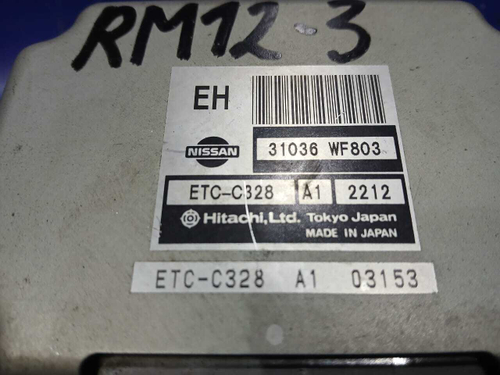 RM12-3
EH
NISSAN
31036 WF803
ETC-C328 A1 2212
Hitachi, Ltd. Tokyo Japan
MADE IN JAPAN
ETC-C328 A1 03153